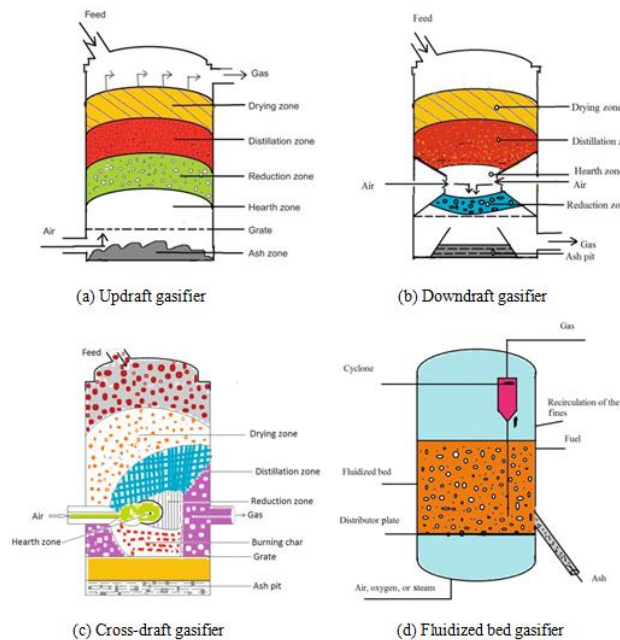 Feed
Gas
Drying zone
Distillation zone
Reduction zone
Hearth zone
Air
Grate
Ash zone
(a) Updraft gasifier
Feed
Drying zone
Distillation z
Hearth zone
Air
Air
Reduction zo
Gas
Ash pit
(b) Downdraft gasifier
Feed
Drying zone
Distillation zone
Reduction zone
Air
Gas
Hearth zone
Burning char
Grate
Ash pit
(c) Cross-draft gasifier
Gas
Cyclone
Recirculation of the
fines
Fuel
Fluidized bed
Distributor plate
Air, oxygen, or steam
Ash
(d) Fluidized bed gasifier